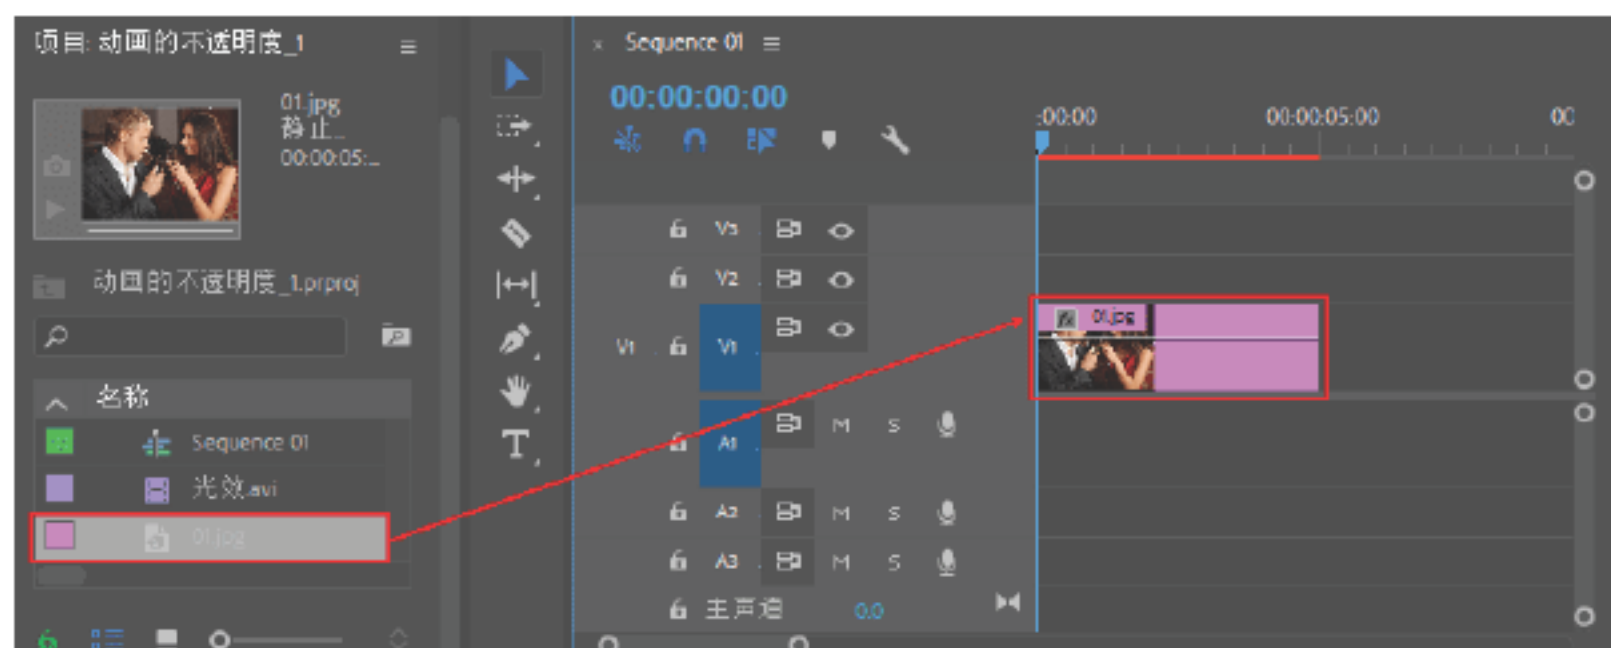 项目: 动画的不透明度_1
01.jpg
静止_
00:00:05:_
动画的不透明度_1.prproj
名称
Sequence 01
光效.avi
01.jpg
T
× Sequence 01
00:00:00:00
:00:00 00:00:05:00 00
V3
V2
fx 01.jpg
V1 V1
A1 M S
A2 M S
A3 M S
主声道 0.0